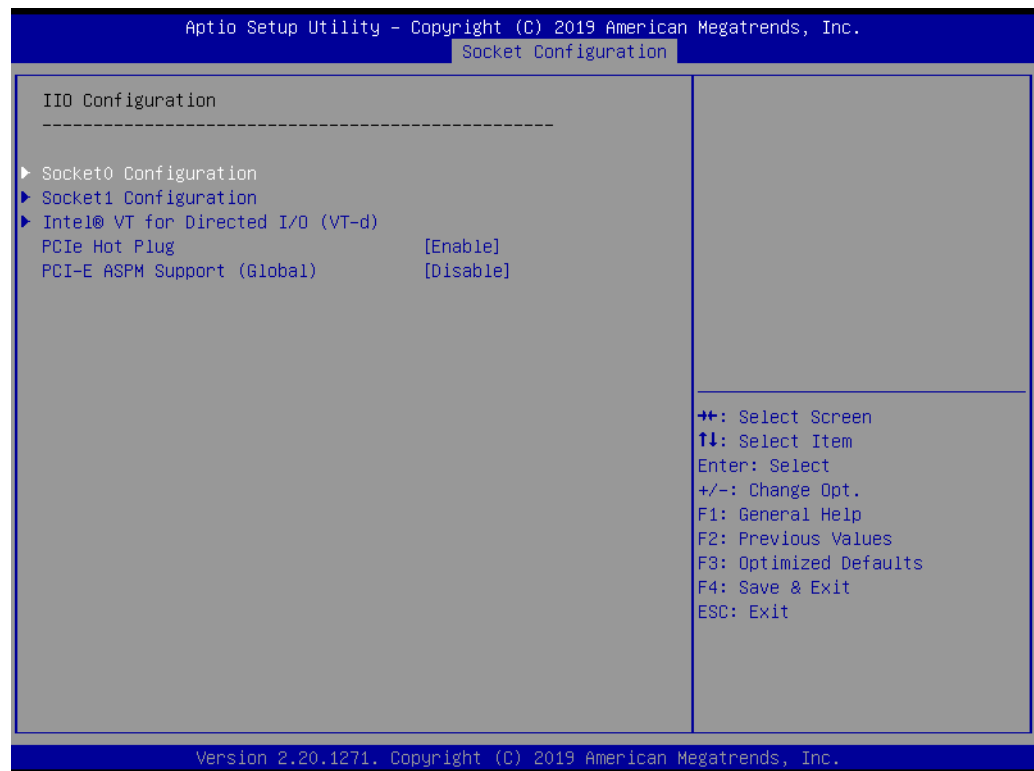 Aptio Setup Utility – Copyright (C) 2019 American Megatrends, Inc.
Socket Configuration
IIO Configuration
--------------------------------------------------
▶ Socket0 Configuration
▶ Socket1 Configuration
▶ Intel® VT for Directed I/O (VT-d)
PCIe Hot Plug [Enable]
PCI-E ASPM Support (Global) [Disable]
→←: Select Screen
↑↓: Select Item
Enter: Select
+/-: Change Opt.
F1: General Help
F2: Previous Values
F3: Optimized Defaults
F4: Save & Exit
ESC: Exit
Version 2.20.1271. Copyright (C) 2019 American Megatrends, Inc.